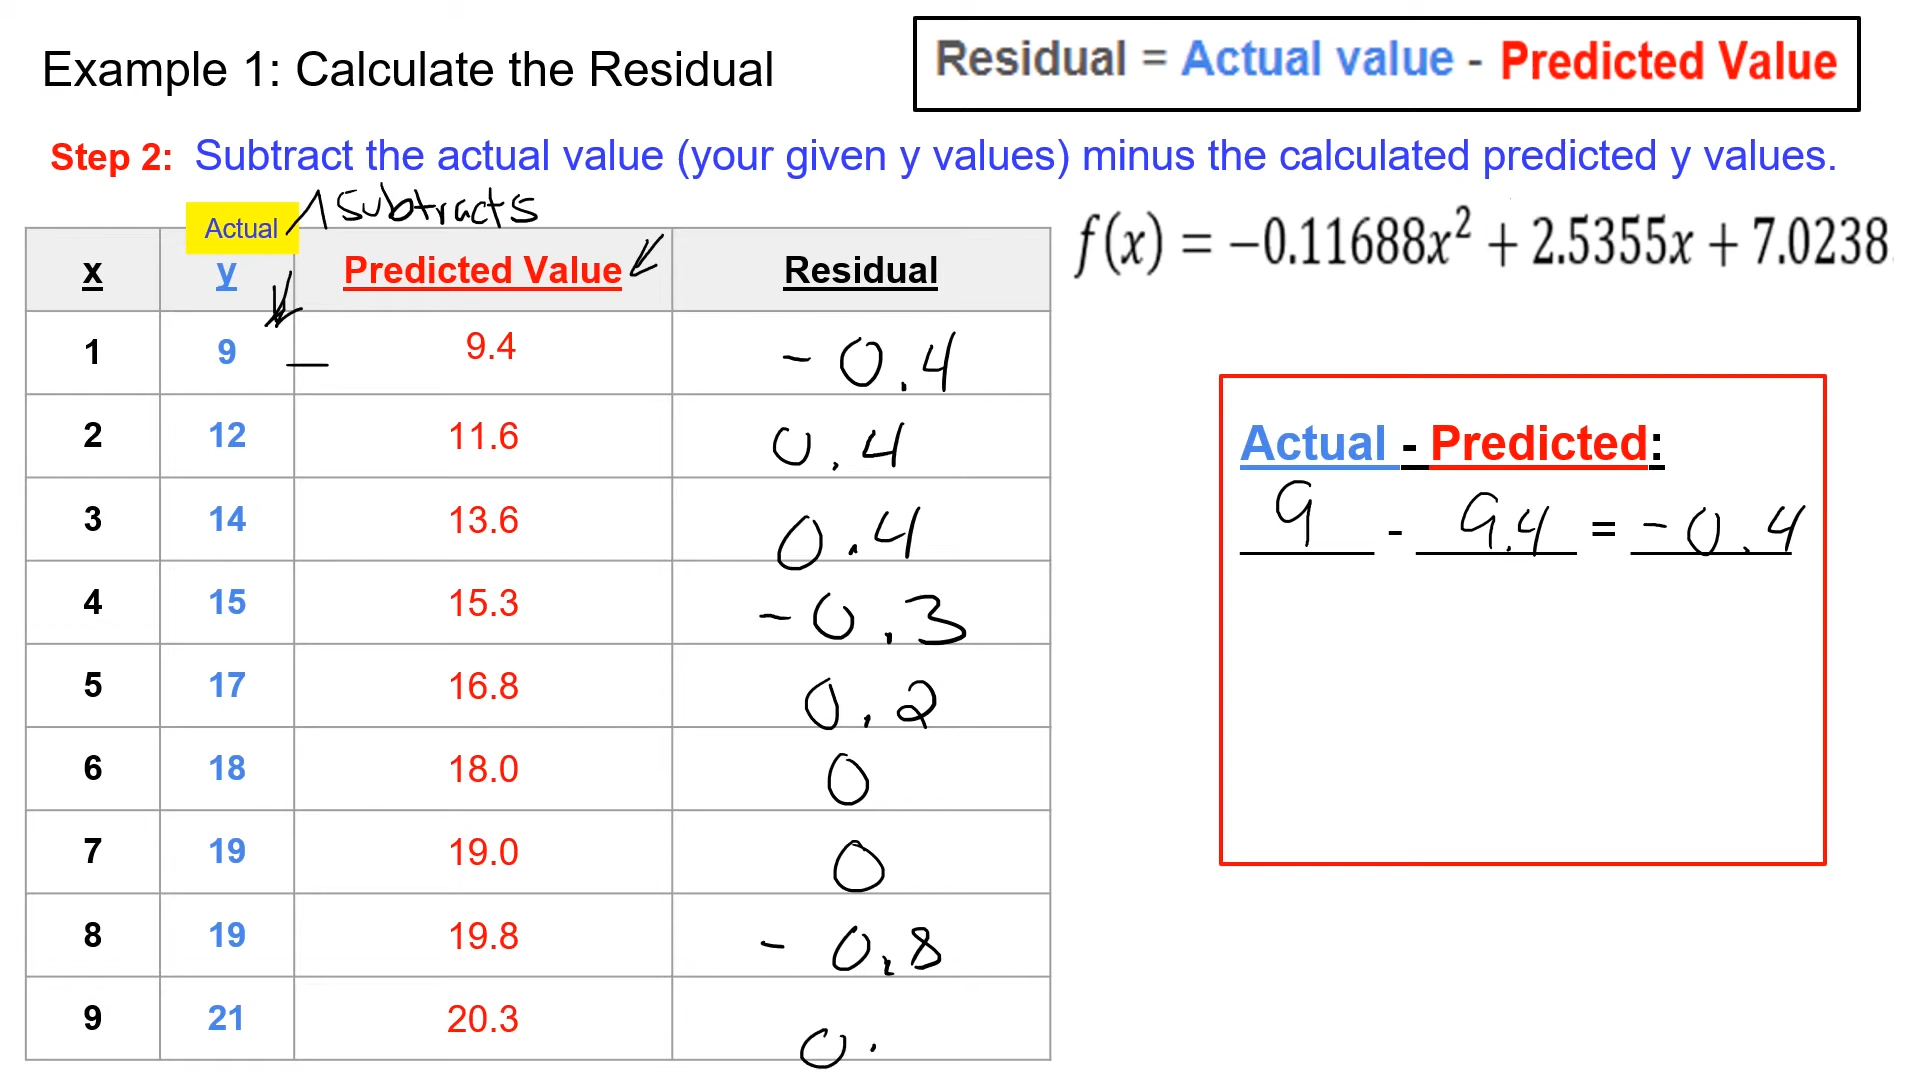 Example 1: Calculate the Residual
Residual = Actual value - Predicted Value
Step 2: Subtract the actual value (your given y values) minus the calculated predicted y values.
subtracts
Actual
f(x) = −0.11688x² + 2.5355x + 7.0238
x y Predicted Value Residual
1 9 — 9.4 - 0.4
2 12 11.6 0.4
3 14 13.6 0.4
4 15 15.3 -0.3
5 17 16.8 0.2
6 18 18.0 0
7 19 19.0 0
8 19 19.8 - 0.8
9 21 20.3 0.
Actual - Predicted:
9 - 9.4 = -0.4